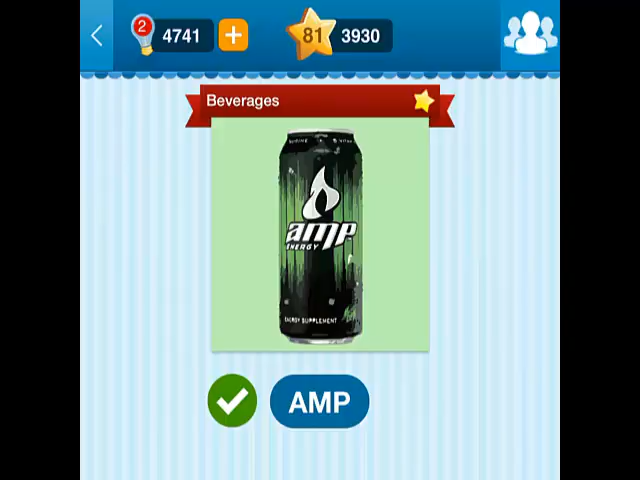 2
4741
81
3930
Beverages
amp
ENERGY
ENERGY SUPPLEMENT
AMP